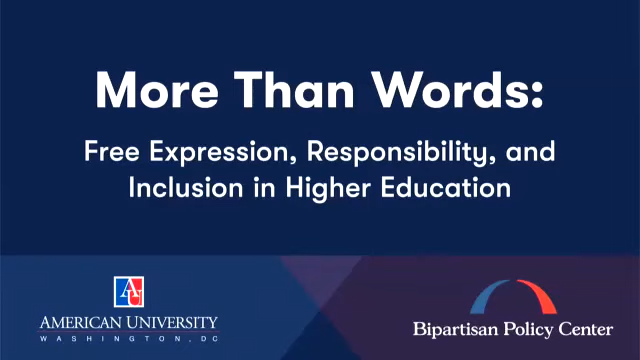 More Than Words:
Free Expression, Responsibility, and
Inclusion in Higher Education
AU
AMERICAN UNIVERSITY
WASHINGTON, DC
Bipartisan Policy Center